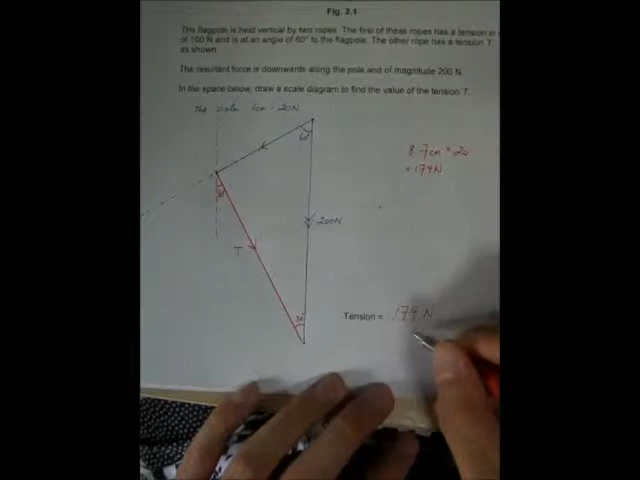 Fig. 2.1
The flagpole is held vertical by two ropes. The first of these ropes has a tension in
of 100 N and is at an angle of 60° to the flagpole. The other rope has a tension T
as shown.
The resultant force is downwards along the pole and of magnitude 200 N.
In the space below, draw a scale diagram to find the value of the tension T.
the scale 1cm = 20N
60°
8.7cm × 20
= 174N
30°
200N
T
30°
Tension = 174 N